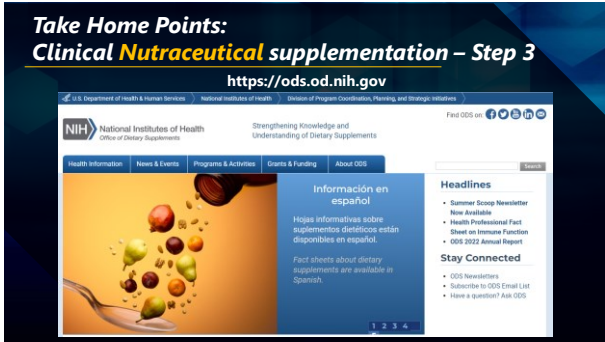 Take Home Points:
Clinical Nutraceutical supplementation – Step 3
https://ods.od.nih.gov
U.S. Department of Health & Human Services
National Institutes of Health
Division of Program Coordination, Planning, and Strategic Initiatives
Find ODS on:
NIH
National Institutes of Health
Office of Dietary Supplements
Strengthening Knowledge and
Understanding of Dietary Supplements
Health Information
News & Events
Programs & Activities
Grants & Funding
About ODS
Search
Información en
español
Hojas informativas sobre
suplementos dietéticos están
disponibles en español.
Fact sheets about dietary
supplements are available in
Spanish.
1 2 3 4
Headlines
Summer Scoop Newsletter
Now Available
Health Professional Fact
Sheet on Immune Function
ODS 2022 Annual Report
Stay Connected
ODS Newsletters
Subscribe to ODS Email List
Have a question? Ask ODS